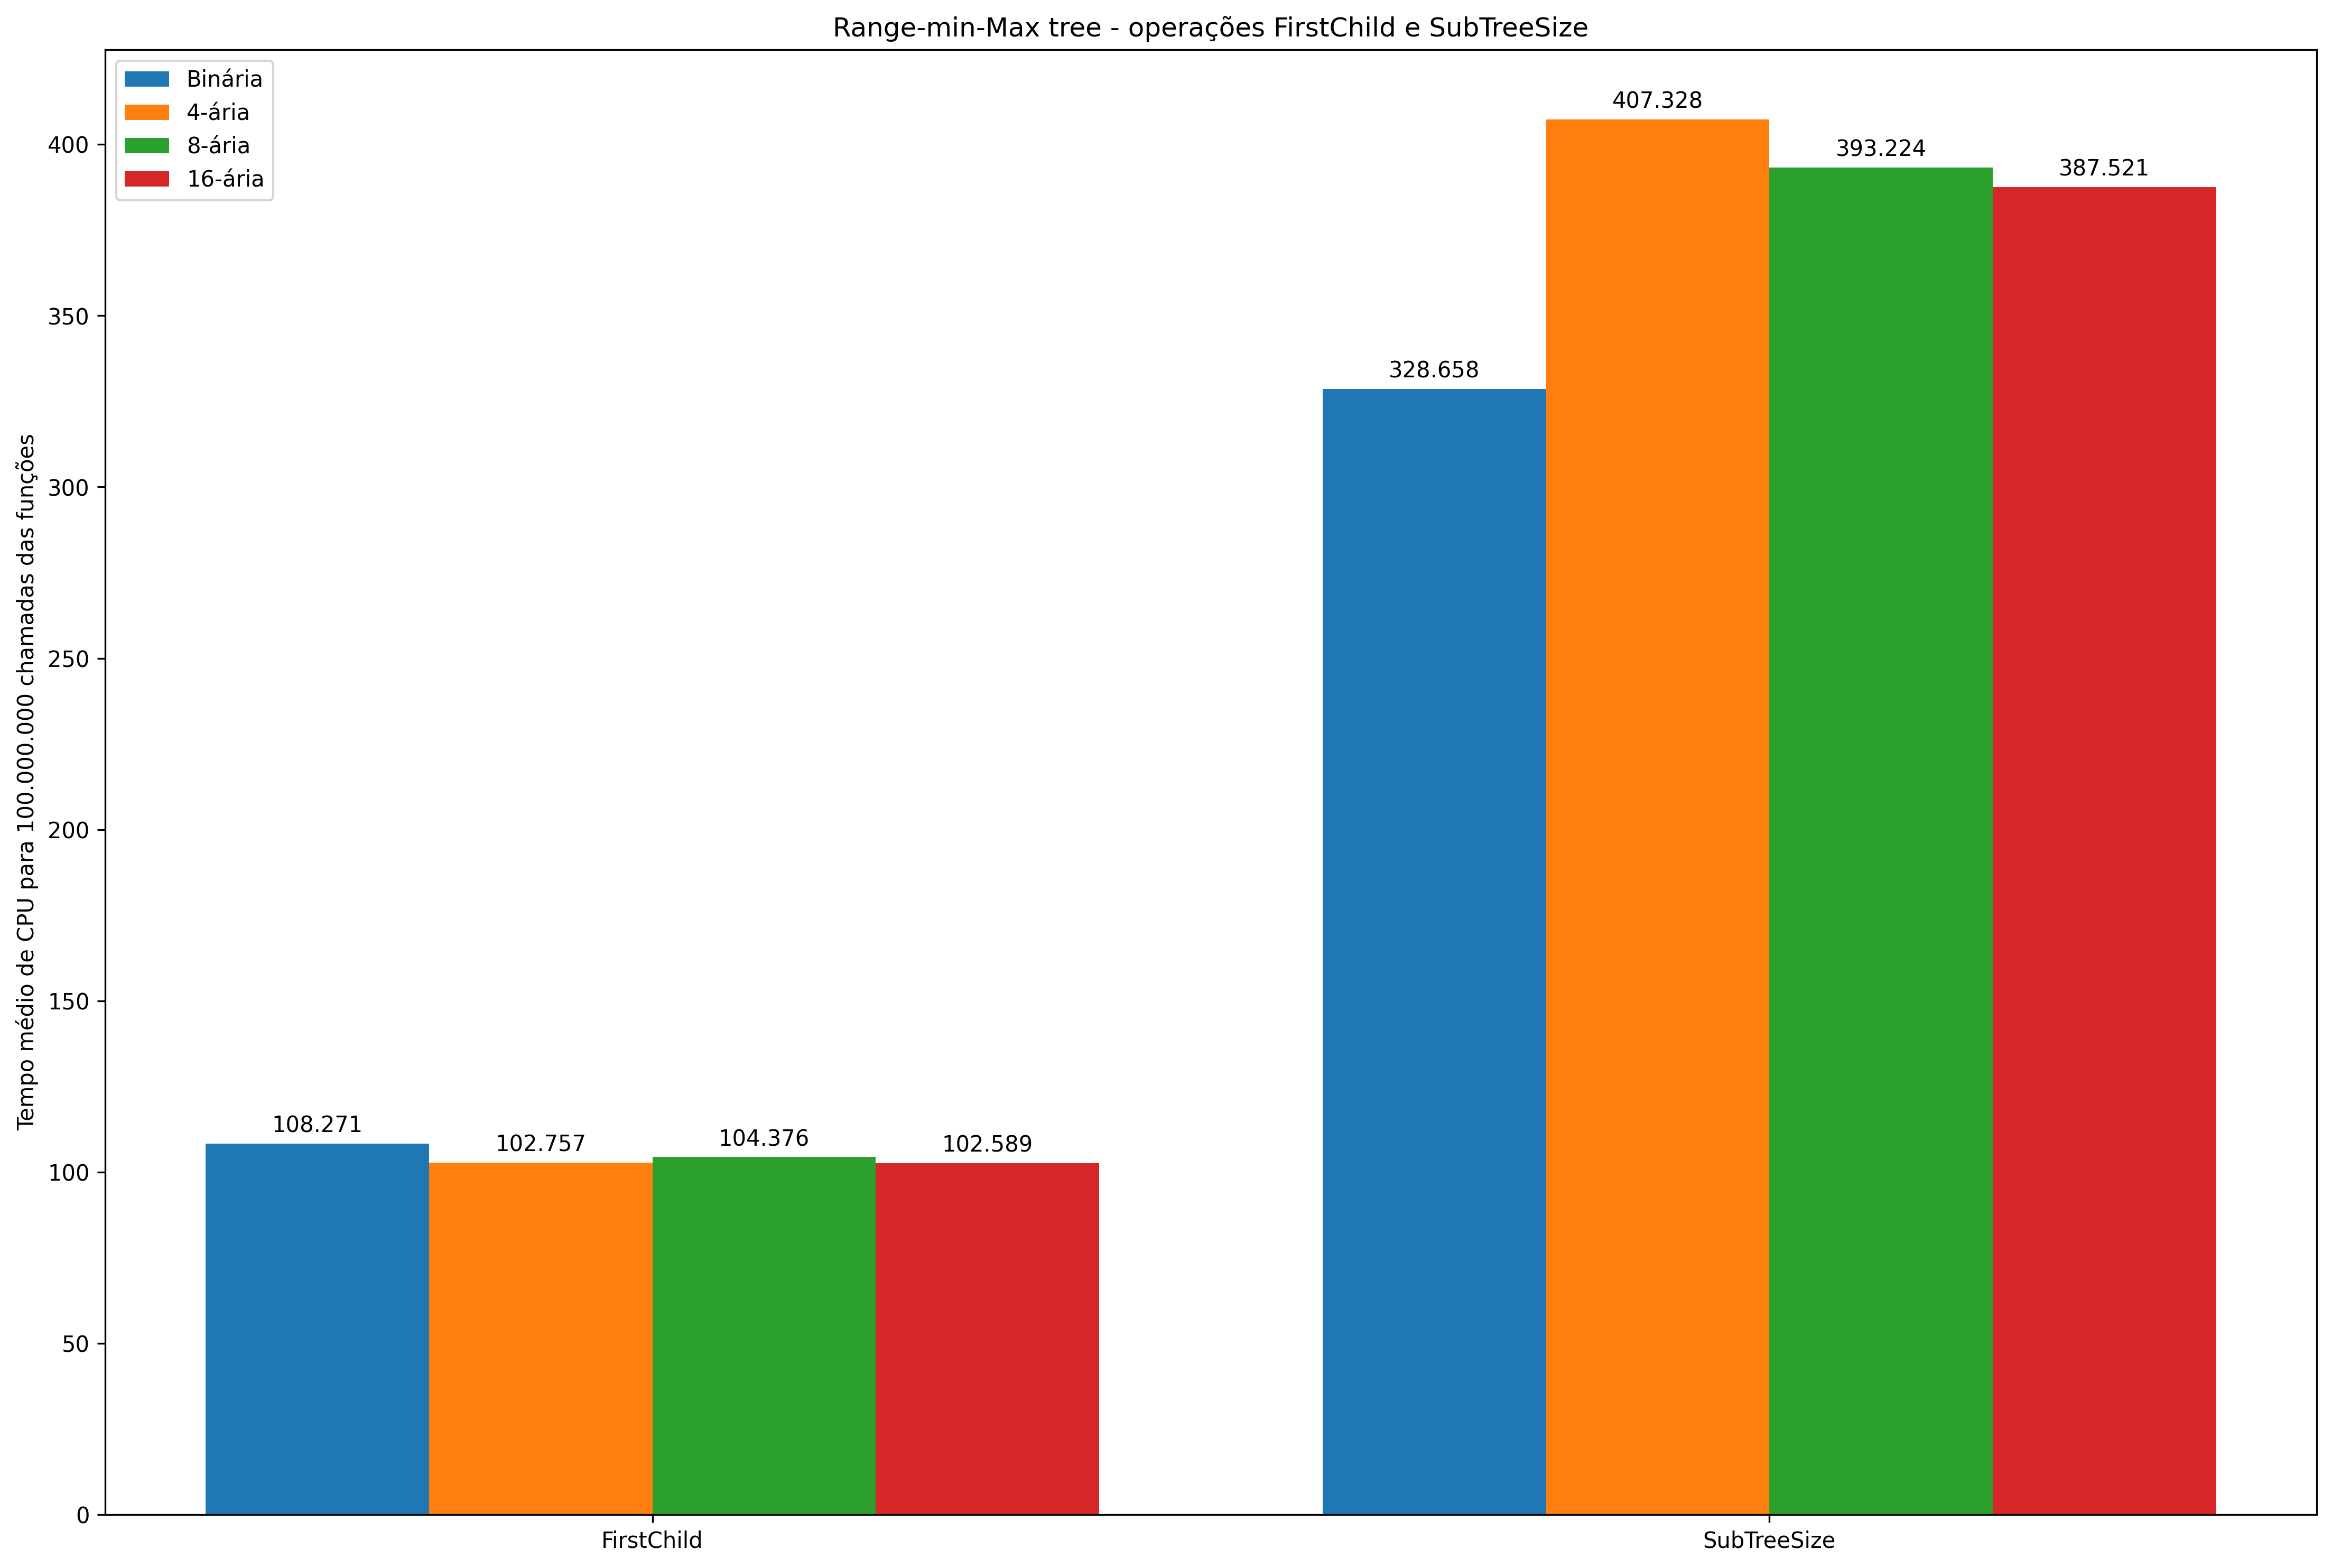 Range-min-Max tree - operações FirstChild e SubTreeSize
Binária
4-ária
8-ária
16-ária
Tempo médio de CPU para 100.000.000 chamadas das funções
400
350
300
250
200
150
100
50
0
108.271
102.757
104.376
102.589
328.658
407.328
393.224
387.521
FirstChild
SubTreeSize